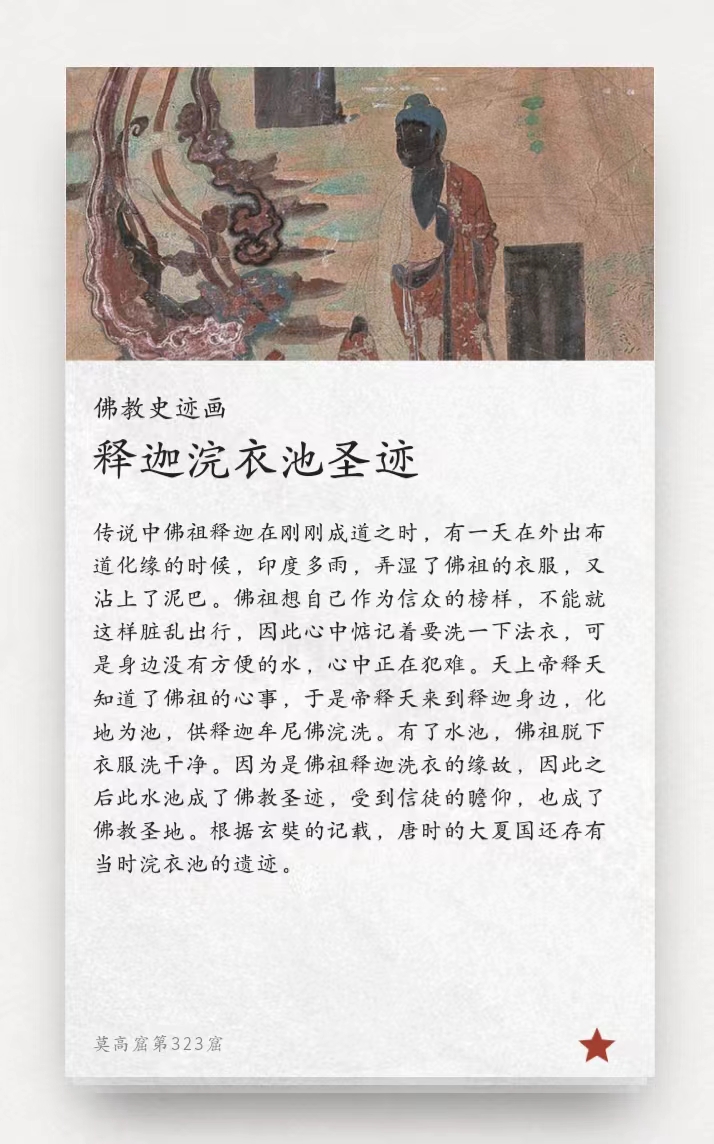 佛教史迹画
释迦浣衣池圣迹
传说中佛祖释迦在刚刚成道之时，有一天在外出布
道化缘的时候，印度多雨，弄湿了佛祖的衣服，又
沾上了泥巴。佛祖想自己作为信众的榜样，不能就
这样脏乱出行，因此心中惦记着要洗一下法衣，可
是身边没有方便的水，心中正在犯难。天上帝释天
知道了佛祖的心事，于是帝释天来到释迦身边，化
地为池，供释迦牟尼佛浣洗。有了水池，佛祖脱下
衣服洗干净。因为是佛祖释迦洗衣的缘故，因此之
后此水池成了佛教圣迹，受到信徒的瞻仰，也成了
佛教圣地。根据玄奘的记载，唐时的大夏国还存有
当时浣衣池的遗迹。
莫高窟第323窟